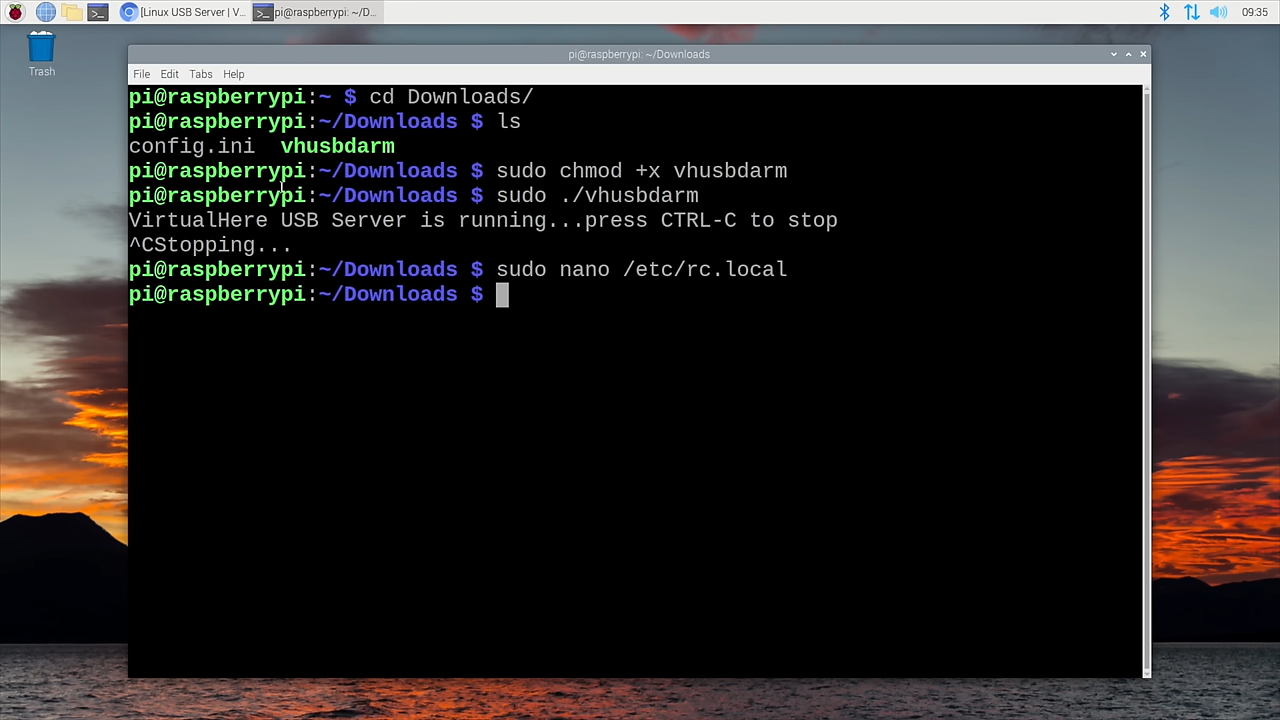 [Linux USB Server | V...
pi@raspberrypi: ~/D...
09:35
Trash
pi@raspberrypi: ~/Downloads
File Edit Tabs Help
pi@raspberrypi:~ $ cd Downloads/
pi@raspberrypi:~/Downloads $ ls
config.ini  vhusbdarm
pi@raspberrypi:~/Downloads $ sudo chmod +x vhusbdarm
pi@raspberrypi:~/Downloads $ sudo ./vhusbdarm
VirtualHere USB Server is running...press CTRL-C to stop
^CStopping...
pi@raspberrypi:~/Downloads $ sudo nano /etc/rc.local
pi@raspberrypi:~/Downloads $